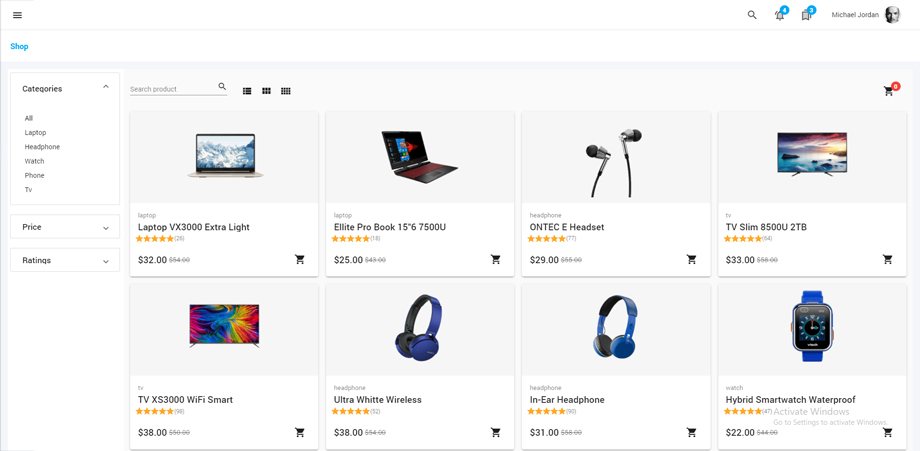 4
3
Michael Jordan
Shop
Categories
All
Laptop
Headphone
Watch
Phone
Tv
Price
Ratings
Search product
0
laptop
Laptop VX3000 Extra Light
(26)
$32.00 $54.00
laptop
Ellite Pro Book 15"6 7500U
(18)
$25.00 $43.00
headphone
ONTEC E Headset
(77)
$29.00 $55.00
tv
TV Slim 8500U 2TB
(64)
$33.00 $58.00
tv
TV XS3000 WiFi Smart
(98)
$38.00 $50.00
headphone
Ultra Whitte Wireless
(52)
$38.00 $54.00
headphone
In-Ear Headphone
(90)
$31.00 $58.00
vtech
watch
Hybrid Smartwatch Waterproof
(47)
$22.00 $44.00
Activate Windows
Go to Settings to activate Windows.